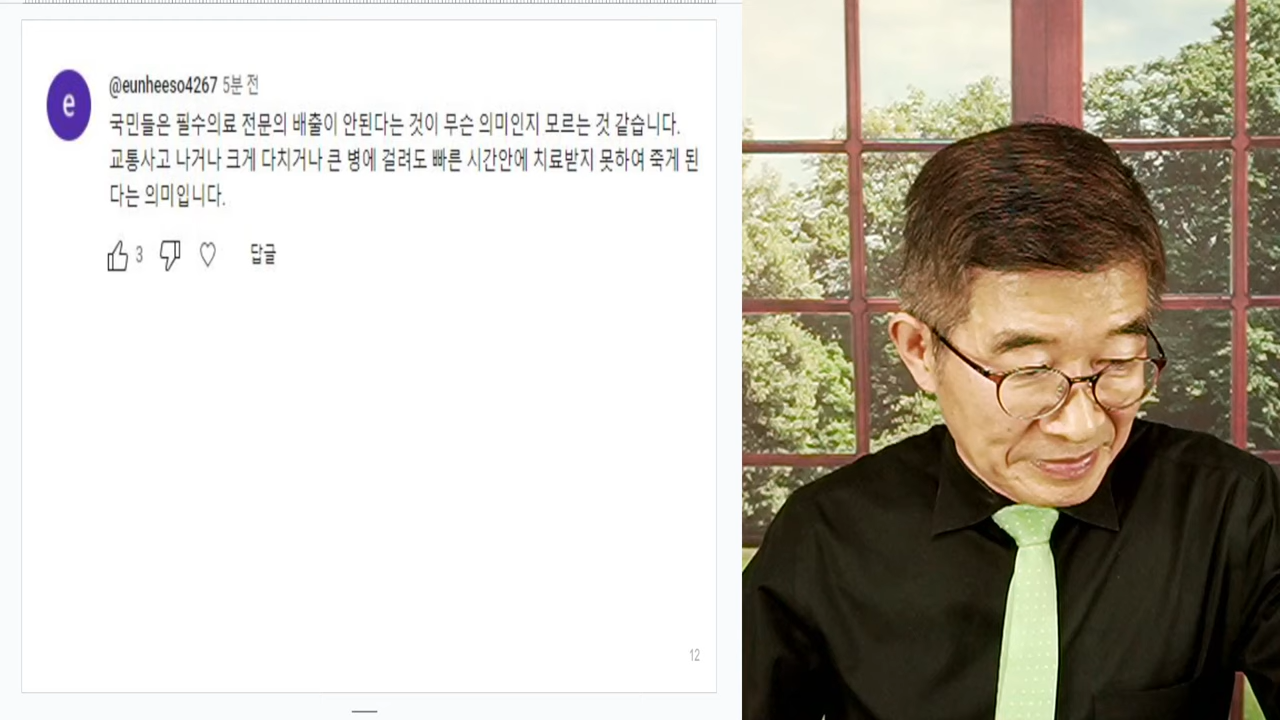 e
@eunheeso4267 5분 전
국민들은 필수의료 전문의 배출이 안된다는 것이 무슨 의미인지 모르는 것 같습니다.
교통사고 나거나 크게 다치거나 큰 병에 걸려도 빠른 시간안에 치료받지 못하여 죽게 된
다는 의미입니다.
3 답글
12